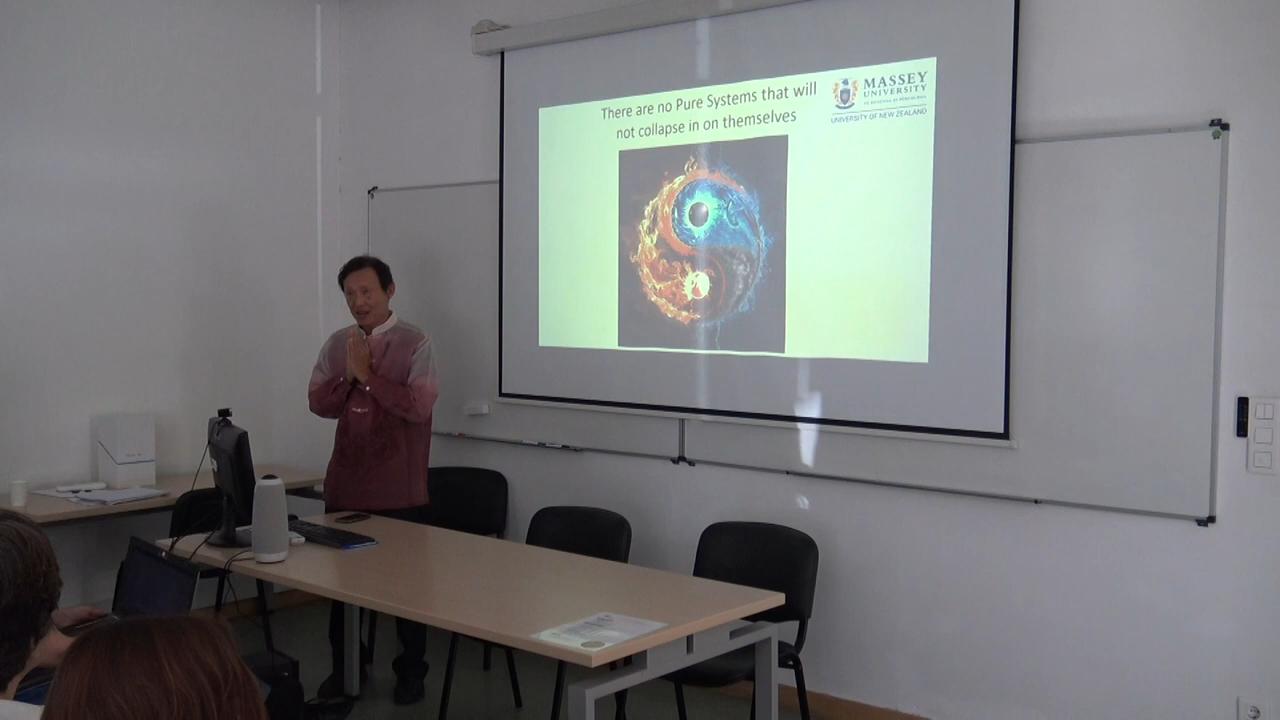 There are no Pure Systems that will
not collapse in on themselves
MASSEY
UNIVERSITY
UNIVERSITY OF NEW ZEALAND